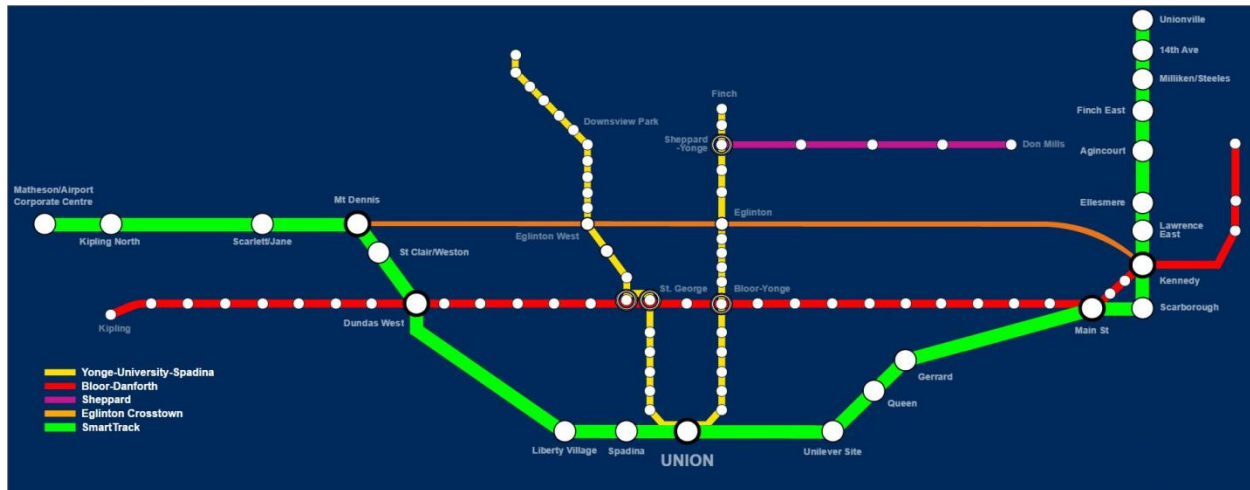 Unionville
14th Ave
Milliken/Steeles
Finch
Finch East
Downsview Park
Sheppard
-Yonge
Don Mills
Agincourt
Matheson/Airport
Corporate Centre
Mt Dennis
Ellesmere
Kipling North
Scarlett/Jane
Eglinton West
Eglinton
Lawrence
East
St Clair/Weston
Kennedy
St. George
Bloor-Yonge
Kipling
Dundas West
Main St
Scarborough
Yonge-University-Spadina
Bloor-Danforth
Sheppard
Eglinton Crosstown
SmartTrack
Gerrard
Queen
Liberty Village
Spadina
UNION
Unilever Site